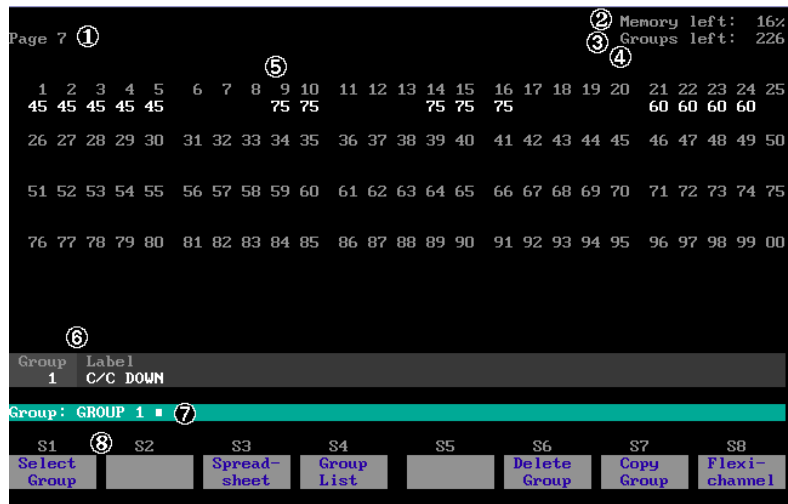 ② Memory left: 16%
Page 7 ① ③ Groups left: 226
④
⑤
1 2 3 4 5 6 7 8 9 10 11 12 13 14 15 16 17 18 19 20 21 22 23 24 25
45 45 45 45 45 75 75 75 75 75 60 60 60 60
26 27 28 29 30 31 32 33 34 35 36 37 38 39 40 41 42 43 44 45 46 47 48 49 50
51 52 53 54 55 56 57 58 59 60 61 62 63 64 65 66 67 68 69 70 71 72 73 74 75
76 77 78 79 80 81 82 83 84 85 86 87 88 89 90 91 92 93 94 95 96 97 98 99 00
⑥
Group Label
1 C/C DOWN
Group: GROUP 1 ⑦
S1 ⑧ S2 S3 S4 S5 S6 S7 S8
Select Spread- Group Delete Copy Flexi-
Group sheet List Group Group channel